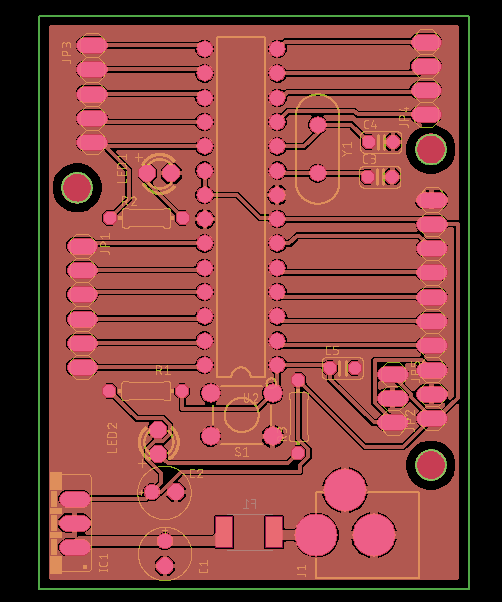 JP3
JP4
C4
Y1
C3
LED1
+
R2
JP1
C5
JP5
R1
U2
JP2
LED2
+
S1
R3
C2
+
F1
IC1
C1
J1